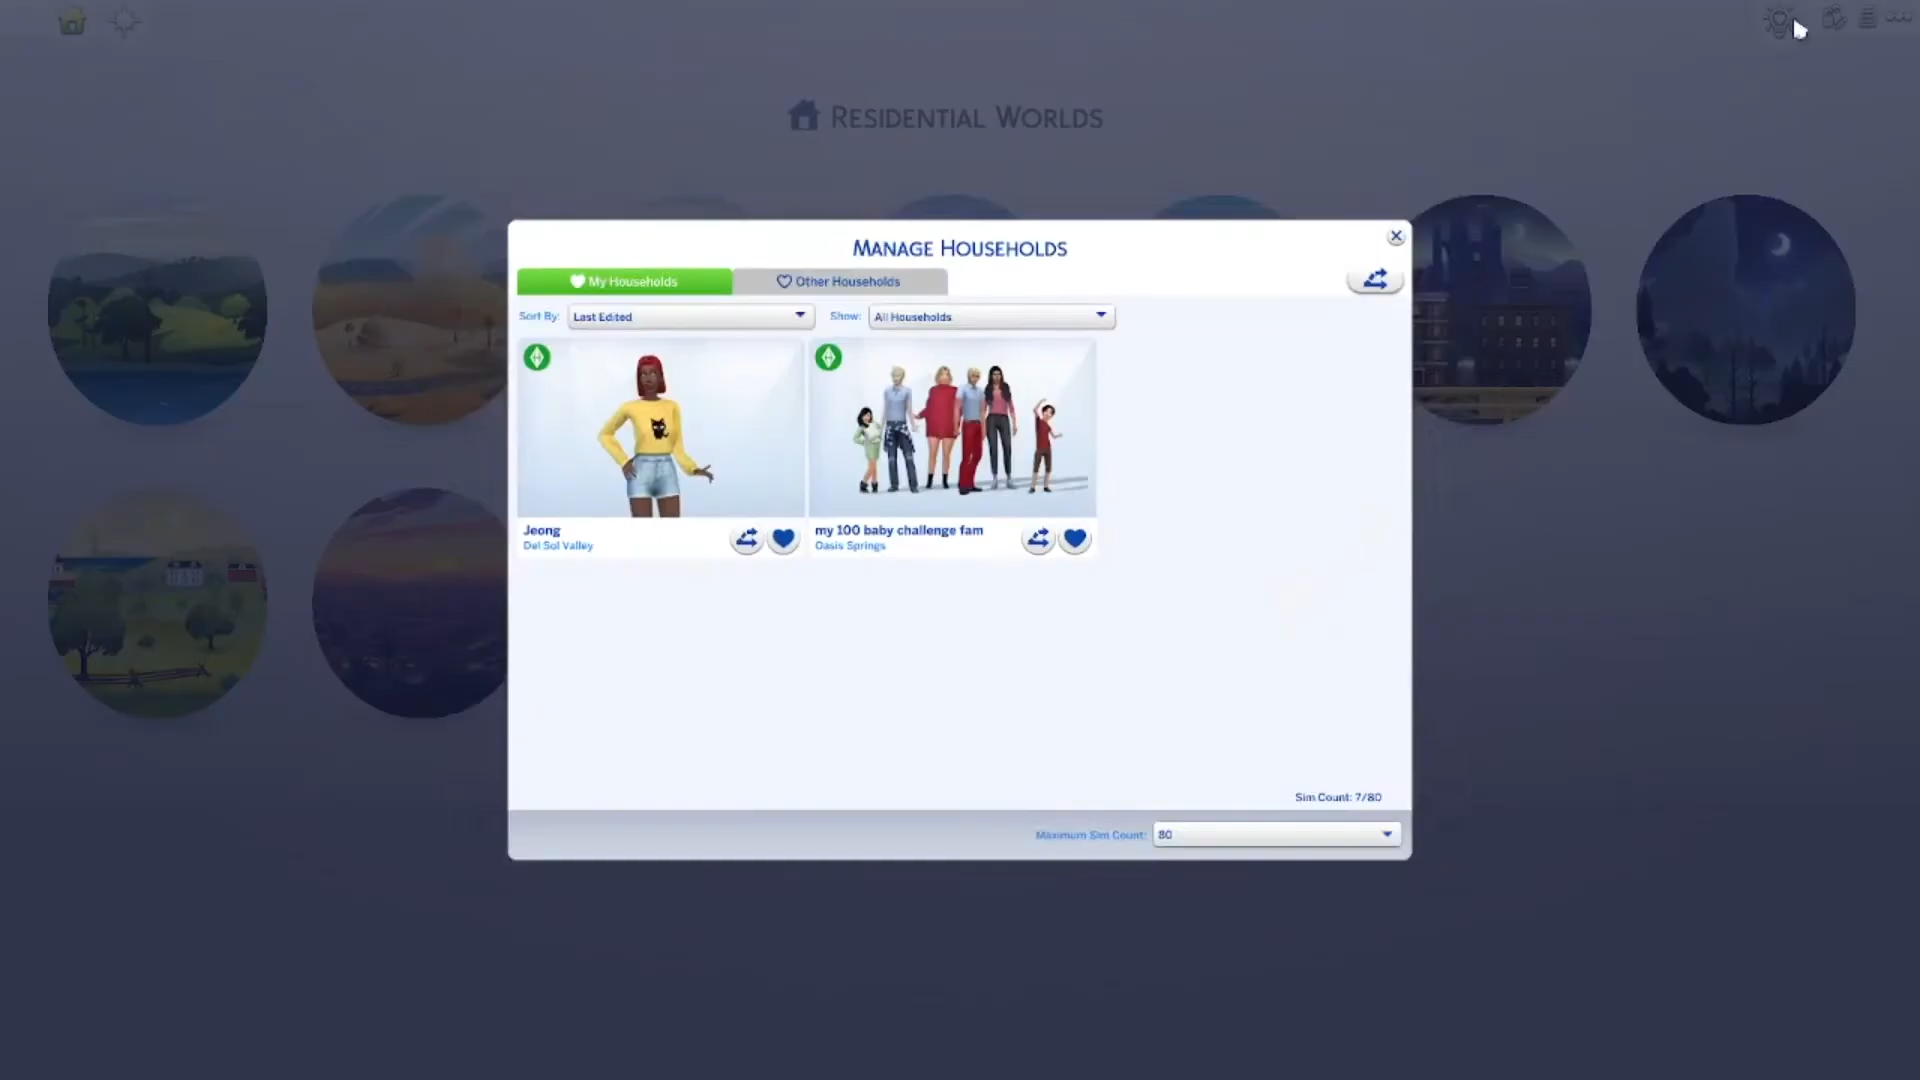 RESIDENTIAL WORLDS
MANAGE HOUSEHOLDS
My Households
Other Households
Sort By: Last Edited
Show: All Households
Jeong
Del Sol Valley
my 100 baby challenge fam
Oasis Springs
Sim Count: 7/80
Maximum Sim Count: 80